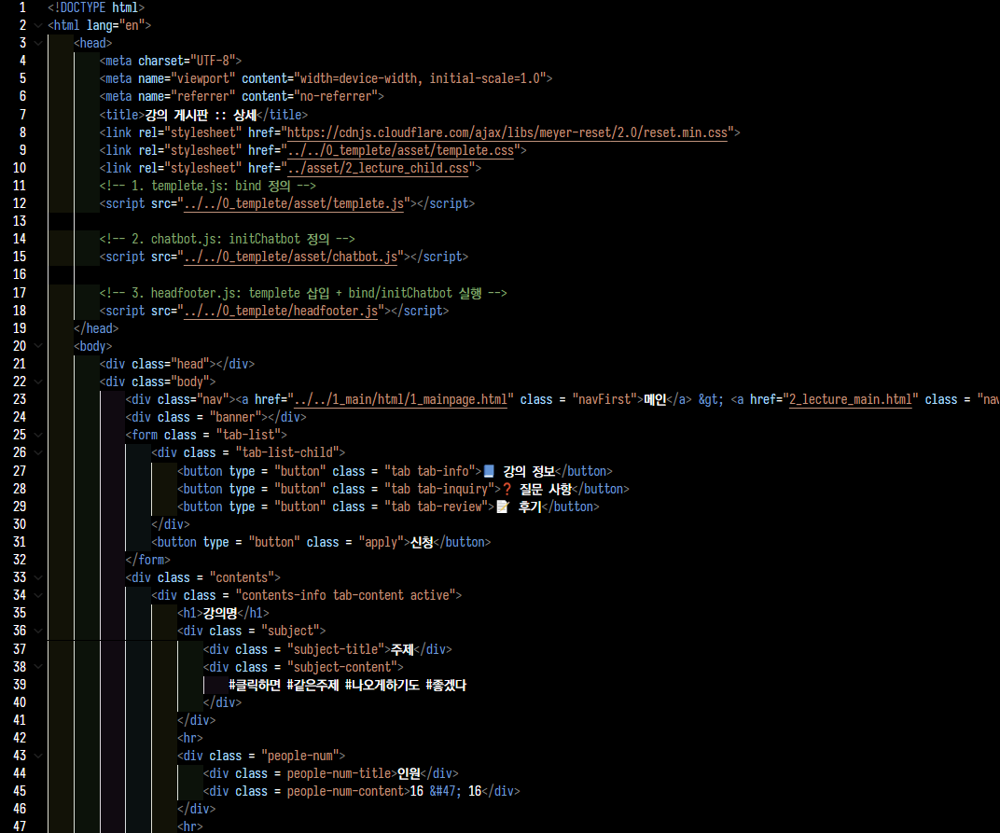 1 <!DOCTYPE html>
2 <html lang="en">
3 <head>
4 <meta charset="UTF-8">
5 <meta name="viewport" content="width=device-width, initial-scale=1.0">
6 <meta name="referrer" content="no-referrer">
7 <title>강의 게시판 :: 상세</title>
8 <link rel="stylesheet" href="https://cdnjs.cloudflare.com/ajax/libs/meyer-reset/2.0/reset.min.css">
9 <link rel="stylesheet" href="../../0_templete/asset/templete.css">
10 <link rel="stylesheet" href="../asset/2_lecture_child.css">
11 <!-- 1. templete.js: bind 정의 -->
12 <script src="../../0_templete/asset/templete.js"></script>
13
14 <!-- 2. chatbot.js: initChatbot 정의 -->
15 <script src="../../0_templete/asset/chatbot.js"></script>
16
17 <!-- 3. headfooter.js: templete 삽입 + bind/initChatbot 실행 -->
18 <script src="../../0_templete/headfooter.js"></script>
19 </head>
20 <body>
21 <div class="head"></div>
22 <div class="body">
23 <div class="nav"><a href="../../1_main/html/1_mainpage.html" class = "navFirst">메인</a> &gt; <a href="2_lecture_main.html" class = "nav
24 <div class = "banner"></div>
25 <form class = "tab-list">
26 <div class = "tab-list-child">
27 <button type = "button" class = "tab tab-info">📘 강의 정보</button>
28 <button type = "button" class = "tab tab-inquiry">❓ 질문 사항</button>
29 <button type = "button" class = "tab tab-review">📝 후기</button>
30 </div>
31 <button type = "button" class = "apply">신청</button>
32 </form>
33 <div class = "contents">
34 <div class = "contents-info tab-content active">
35 <h1>강의명</h1>
36 <div class = "subject">
37 <div class = "subject-title">주제</div>
38 <div class = "subject-content">
39 #클릭하면 #같은주제 #나오게하기도 #좋겠다
40 </div>
41 </div>
42 <hr>
43 <div class = "people-num">
44 <div class = people-num-title>인원</div>
45 <div class = people-num-content>16 &#47; 16</div>
46 </div>
47 <hr>